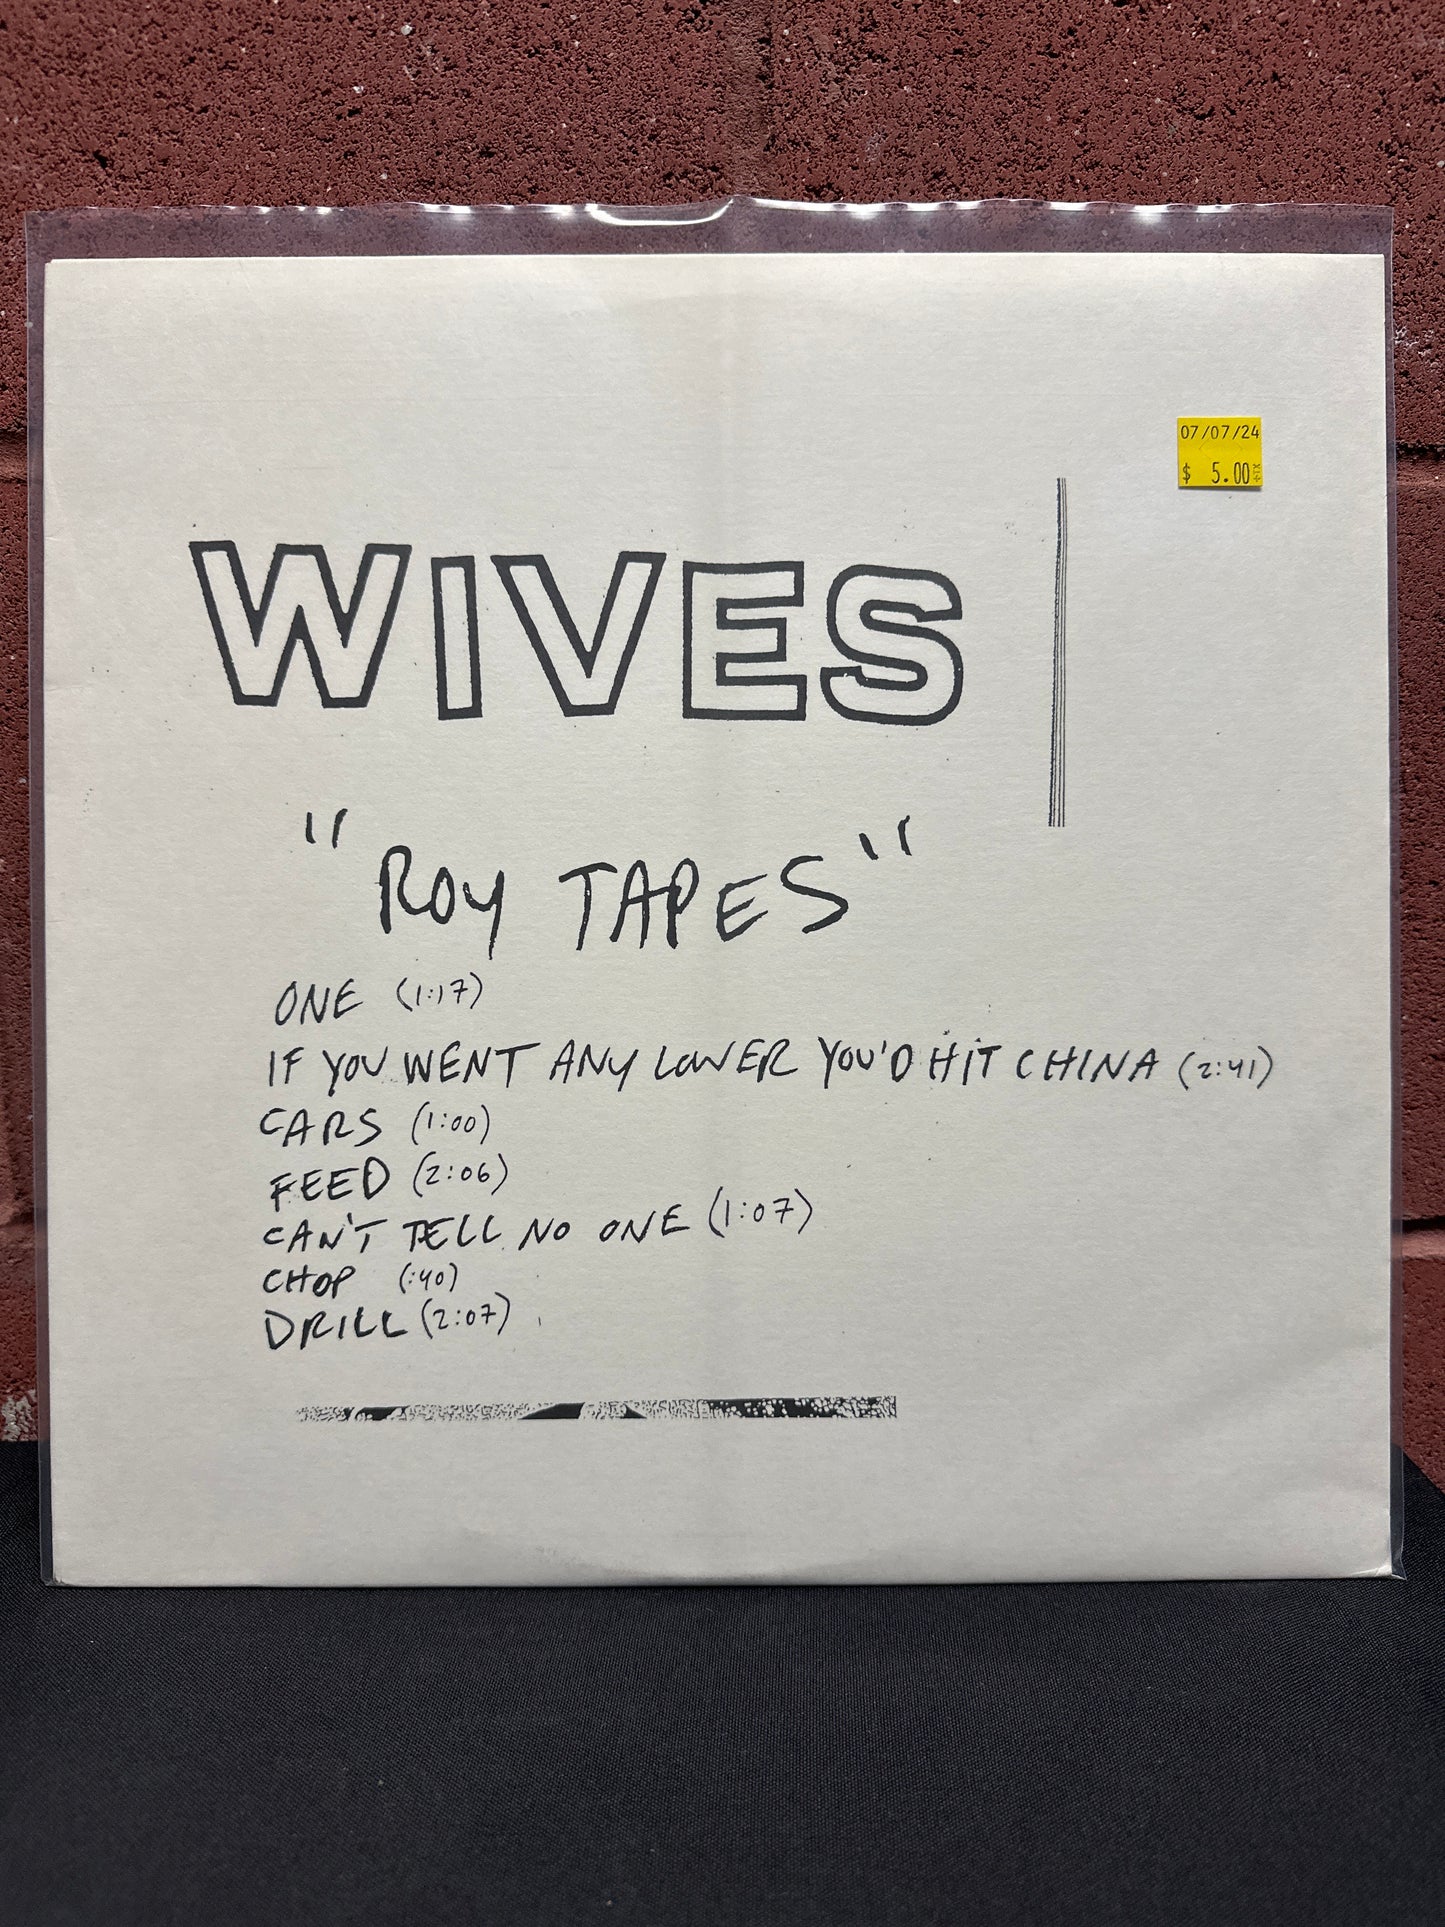 07/07/24
$ 5.00
WIVES
"ROY TAPES"
ONE (1:17)
IF YOU WENT ANY LOWER YOU'D HIT CHINA (2:41)
CARS (1:00)
FEED (2:06)
CAN'T TELL NO ONE (1:07)
CHOP (:40)
DRILL (2:07)